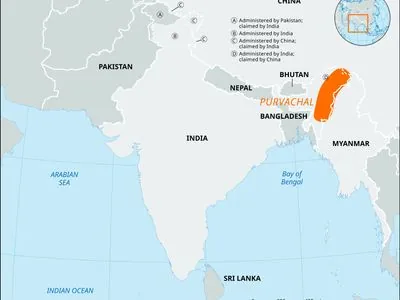 CHINA
A Administered by Pakistan;
claimed by India
B Administered by India
C Administered by China;
claimed by India
D Administered by India;
claimed by China
A
C
B
C
PAKISTAN
NEPAL
BHUTAN
D
PURVACHAL
BANGLADESH
INDIA
MYANMAR
ARABIAN
SEA
Bay of
Bengal
SRI LANKA
INDIAN OCEAN